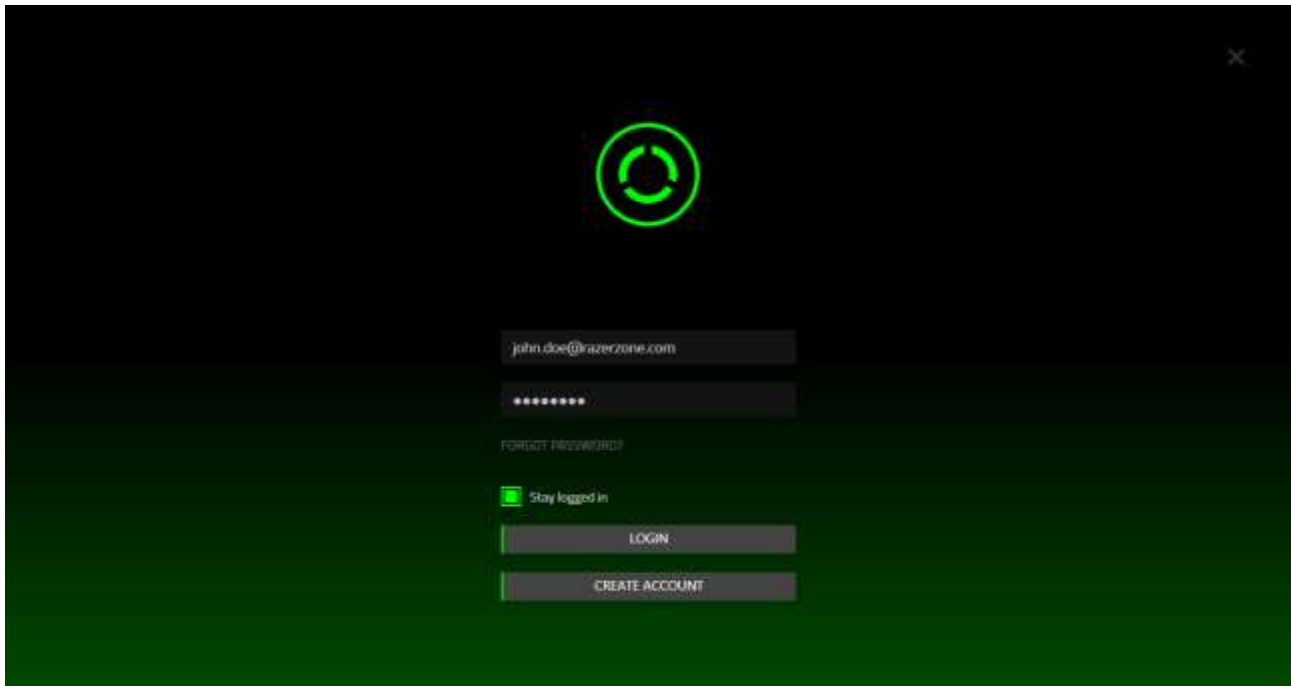 john.doe@razerzone.com
••••••••
FORGOT PASSWORD?
Stay logged in
LOGIN
CREATE ACCOUNT